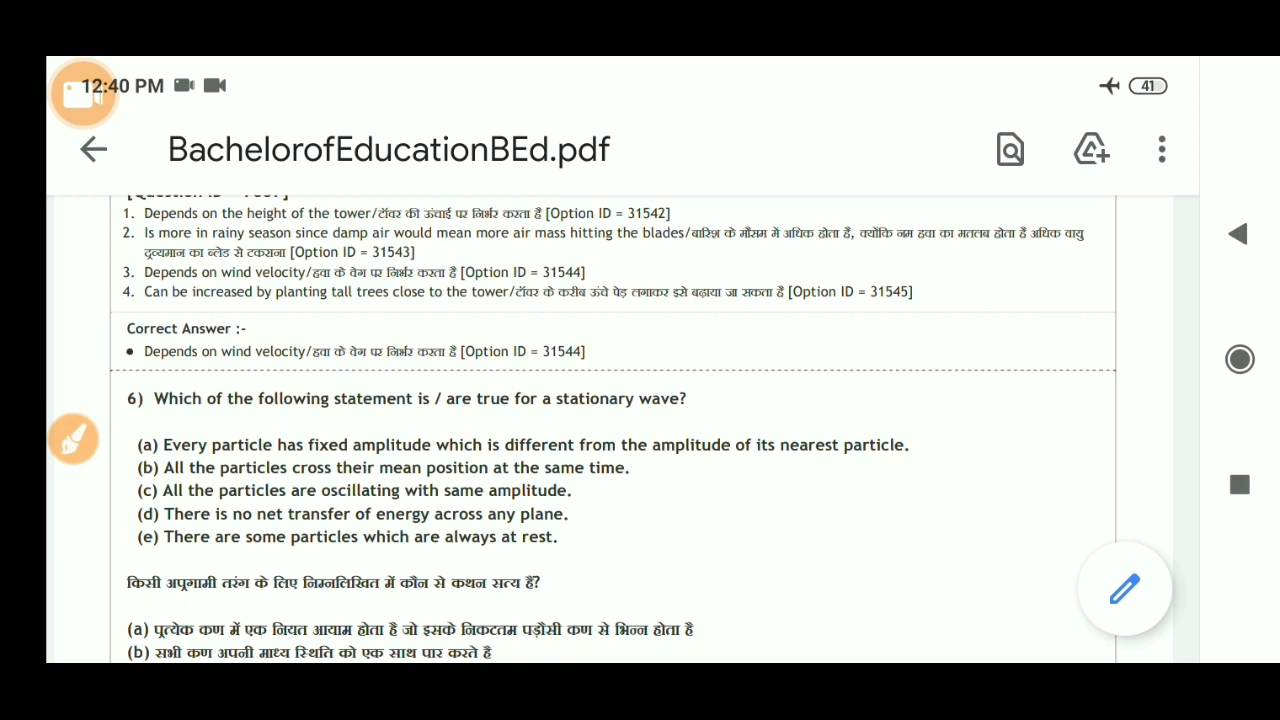 12:40 PM
41
BachelorofEducationBEd.pdf
1. Depends on the height of the tower/टॉवर की ऊंचाई पर निर्भर करता है [Option ID = 31542]
2. Is more in rainy season since damp air would mean more air mass hitting the blades/बारिश के मौसम में अधिक होता है, क्योंकि नम हवा का मतलब होता है अधिक वायु
द्रव्यमान का ब्लेड से टकराना [Option ID = 31543]
3. Depends on wind velocity/हवा के वेग पर निर्भर करता है [Option ID = 31544]
4. Can be increased by planting tall trees close to the tower/टॉवर के करीब ऊंचे पेड़ लगाकर इसे बढ़ाया जा सकता है [Option ID = 31545]
Correct Answer :-
• Depends on wind velocity/हवा के वेग पर निर्भर करता है [Option ID = 31544]
6) Which of the following statement is / are true for a stationary wave?
(a) Every particle has fixed amplitude which is different from the amplitude of its nearest particle.
(b) All the particles cross their mean position at the same time.
(c) All the particles are oscillating with same amplitude.
(d) There is no net transfer of energy across any plane.
(e) There are some particles which are always at rest.
किसी अप्रगामी तरंग के लिए निम्नलिखित में कौन से कथन सत्य हैं?
(a) प्रत्येक कण में एक नियत आयाम होता है जो इसके निकटतम पड़ौसी कण से भिन्न होता है
(b) सभी कण अपनी माध्य स्थिति को एक साथ पार करते है